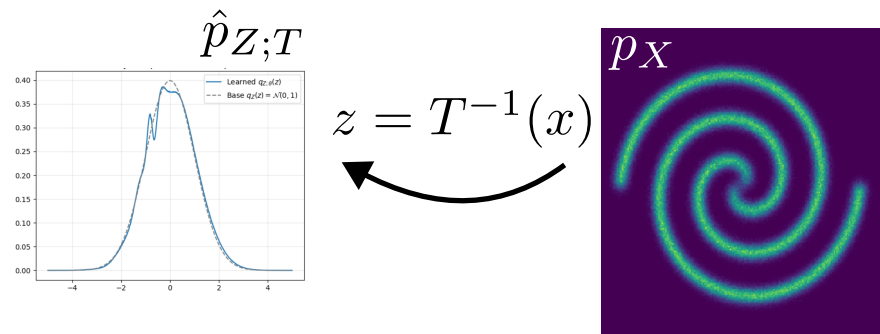 p̂_{Z;T}
Learned q_{Z;θ}(z)
Base q_Z(z) = 𝒩(0, 1)
0.40
0.35
0.30
0.25
0.20
0.15
0.10
0.05
0.00
−4 −2 0 2 4
z = T^{-1}(x)
p_X